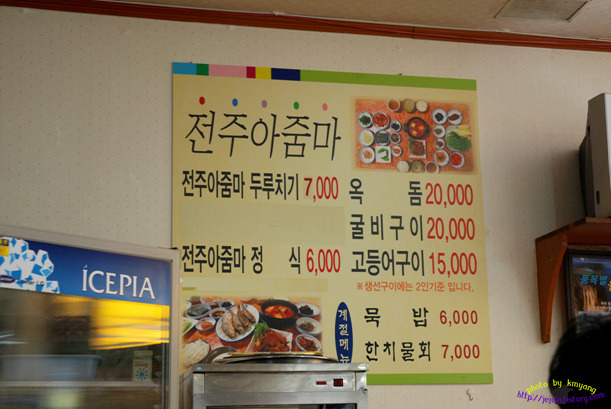 전주아줌마
전주아줌마 두루치기 7,000
전주아줌마 정 식 6,000
옥 돔 20,000
굴비구이 20,000
고등어구이 15,000
※생선구이에는 2인기준 입니다.
계절메뉴
묵 밥 6,000
한치물회 7,000
ICEPIA
photo by kmyang